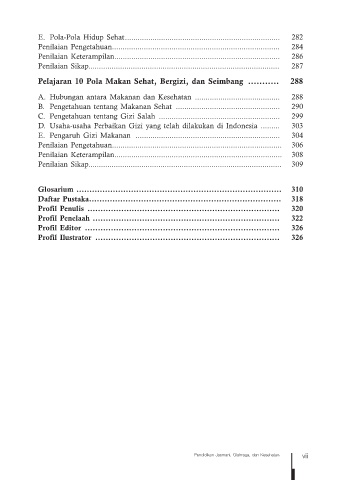 E. Pola-Pola Hidup Sehat.......................................................................... 282
Penilaian Pengetahuan................................................................................ 284
Penilaian Keterampilan............................................................................... 286
Penilaian Sikap........................................................................................... 287
Pelajaran 10 Pola Makan Sehat, Bergizi, dan Seimbang ........... 288
A. Hubungan antara Makanan dan Kesehatan ........................................ 288
B. Pengetahuan tentang Makanan Sehat ................................................. 290
C. Pengetahuan tentang Gizi Salah ......................................................... 299
D. Usaha-usaha Perbaikan Gizi yang telah dilakukan di Indonesia ......... 303
E. Pengaruh Gizi Makanan .................................................................... 304
Penilaian Pengetahuan................................................................................ 306
Penilaian Keterampilan............................................................................... 308
Penilaian Sikap........................................................................................... 309
Glosarium ................................................................................ 310
Daftar Pustaka........................................................................... 318
Profil Penulis ........................................................................... 320
Profil Penelaah ......................................................................... 322
Profil Editor ............................................................................ 326
Profil Ilustrator ........................................................................ 326
Pendidikan Jasmani, Olahraga, dan Kesehatan vii